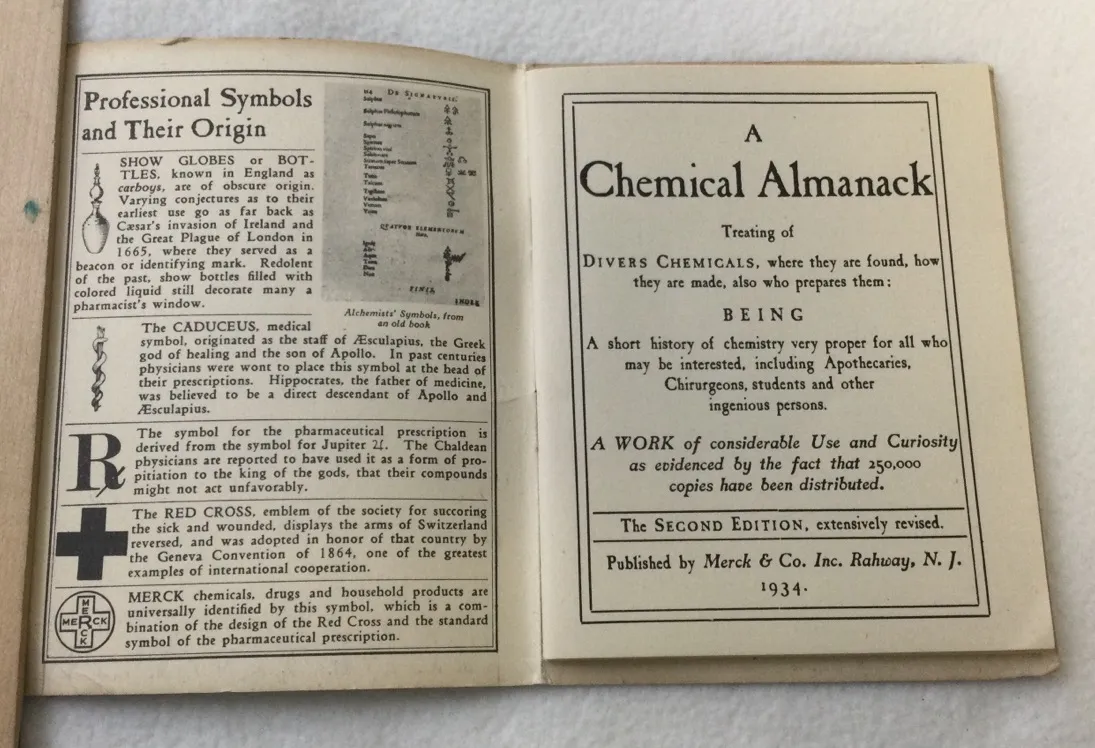 Professional Symbols
and Their Origin
SHOW GLOBES or BOT-
TLES, known in England as
carboys, are of obscure origin.
Varying conjectures as to their
earliest use go as far back as
Cæsar's invasion of Ireland and
the Great Plague of London in
1665, where they served as a
beacon or identifying mark. Redolent
of the past, show bottles filled with
colored liquid still decorate many a
pharmacist's window.
De Signaturis.
QUATVOR ELEMENTORUM
FINIS
INDEX
Alchemists' Symbols, from
an old book
The CADUCEUS, medical
symbol, originated as the staff of Æsculapius, the Greek
god of healing and the son of Apollo. In past centuries
physicians were wont to place this symbol at the head of
their prescriptions. Hippocrates, the father of medicine,
was believed to be a direct descendant of Apollo and
Æsculapius.
℞
The symbol for the pharmaceutical prescription is
derived from the symbol for Jupiter ♃. The Chaldean
physicians are reported to have used it as a form of pro-
pitiation to the king of the gods, that their compounds
might not act unfavorably.
The RED CROSS, emblem of the society for succoring
the sick and wounded, displays the arms of Switzerland
reversed, and was adopted in honor of that country by
the Geneva Convention of 1864, one of the greatest
examples of international cooperation.
MERCK
MERCK
MERCK chemicals, drugs and household products are
universally identified by this symbol, which is a com-
bination of the design of the Red Cross and the standard
symbol of the pharmaceutical prescription.
A
Chemical Almanack
Treating of
DIVERS CHEMICALS, where they are found, how
they are made, also who prepares them:
BEING
A short history of chemistry very proper for all who
may be interested, including Apothecaries,
Chirurgeons, students and other
ingenious persons.
A WORK of considerable Use and Curiosity
as evidenced by the fact that 250,000
copies have been distributed.
The SECOND EDITION, extensively revised.
Published by Merck & Co. Inc. Rahway, N. J.
1934.